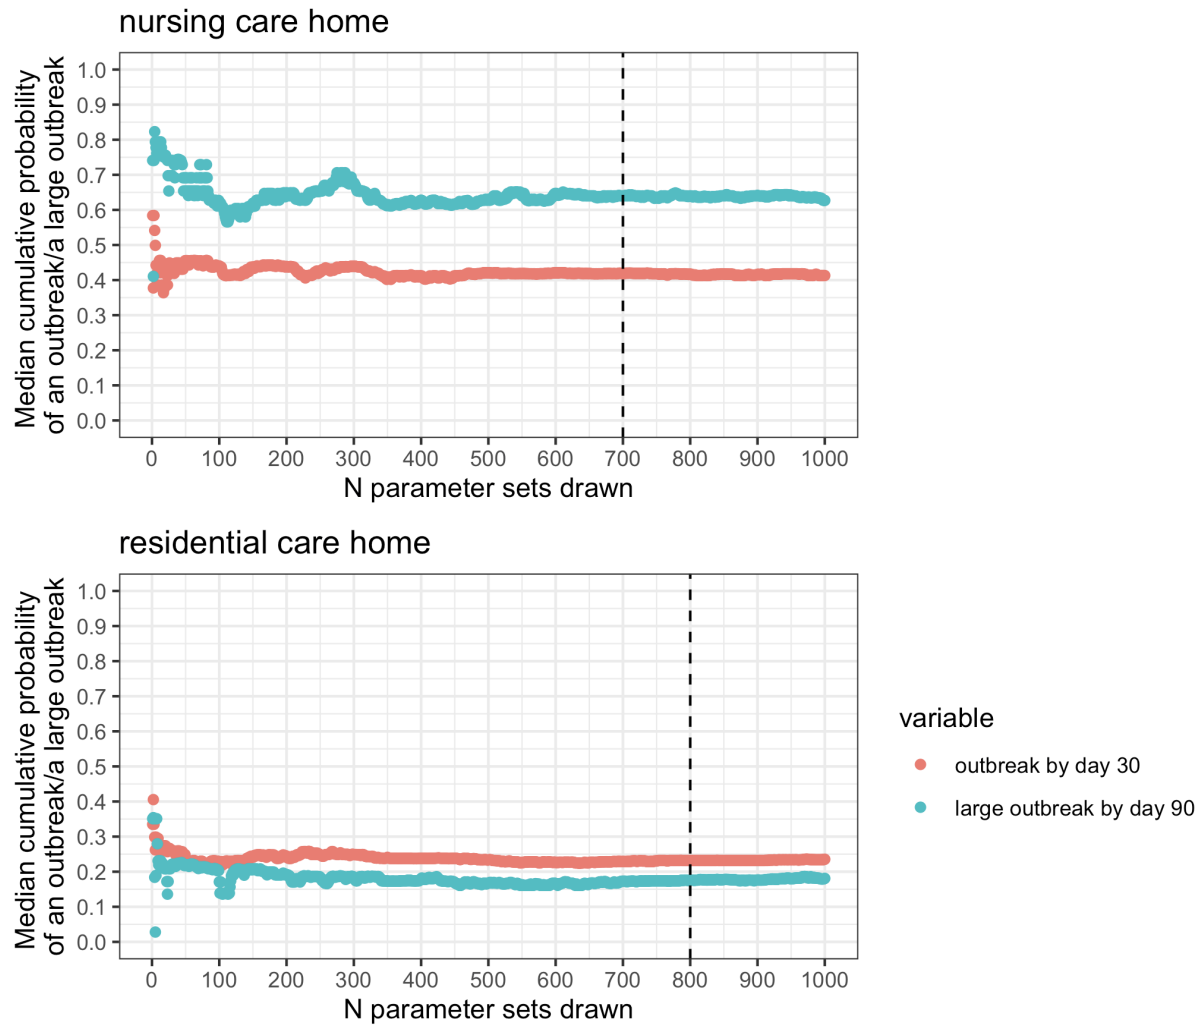 nursing care home
Median cumulative probability
of an outbreak/a large outbreak
1.0
0.9
0.8
0.7
0.6
0.5
0.4
0.3
0.2
0.1
0.0
0 100 200 300 400 500 600 700 800 900 1000
N parameter sets drawn
residential care home
Median cumulative probability
of an outbreak/a large outbreak
1.0
0.9
0.8
0.7
0.6
0.5
0.4
0.3
0.2
0.1
0.0
0 100 200 300 400 500 600 700 800 900 1000
N parameter sets drawn
variable
outbreak by day 30
large outbreak by day 90